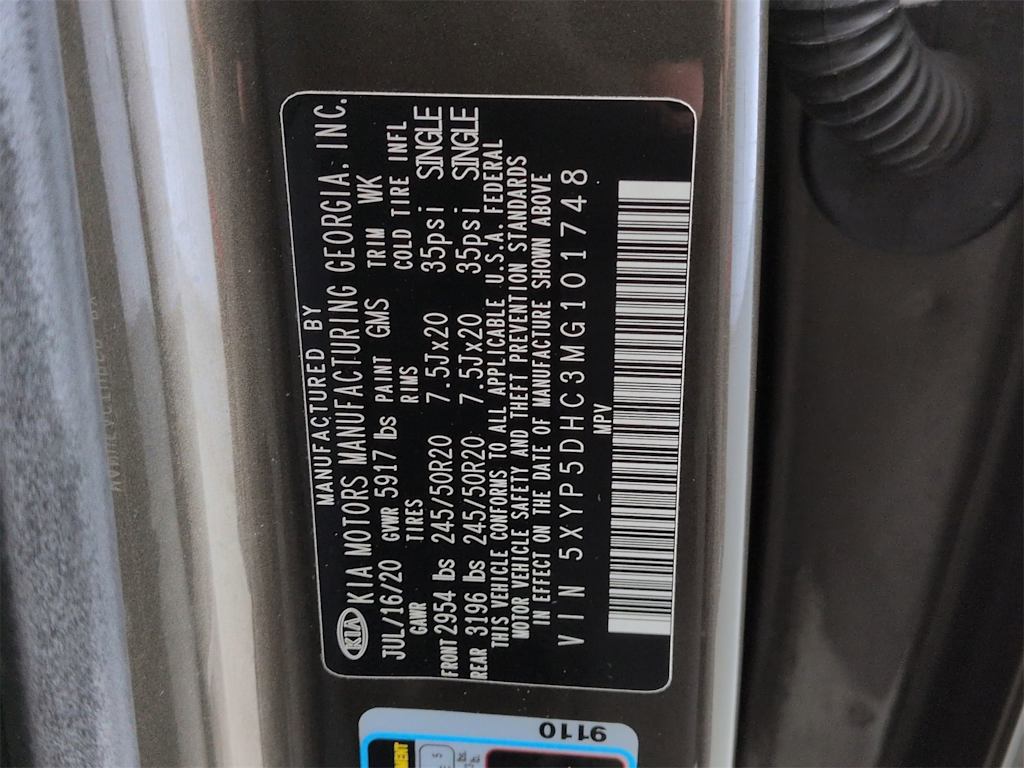 MANUFACTURED BY
KIA KIA MOTORS MANUFACTURING GEORGIA, INC.
JUL/16/20 GVWR 5917 lbs PAINT GMS TRIM WK
GAWR TIRES RIMS COLD TIRE INFL
FRONT 2954 lbs 245/50R20 7.5Jx20 35psi SINGLE
REAR 3196 lbs 245/50R20 7.5Jx20 35psi SINGLE
THIS VEHICLE CONFORMS TO ALL APPLICABLE U.S.A. FEDERAL
MOTOR VEHICLE SAFETY AND THEFT PREVENTION STANDARDS
IN EFFECT ON THE DATE OF MANUFACTURE SHOWN ABOVE
VIN 5XYP5DHC3MG101748
MPV
9110